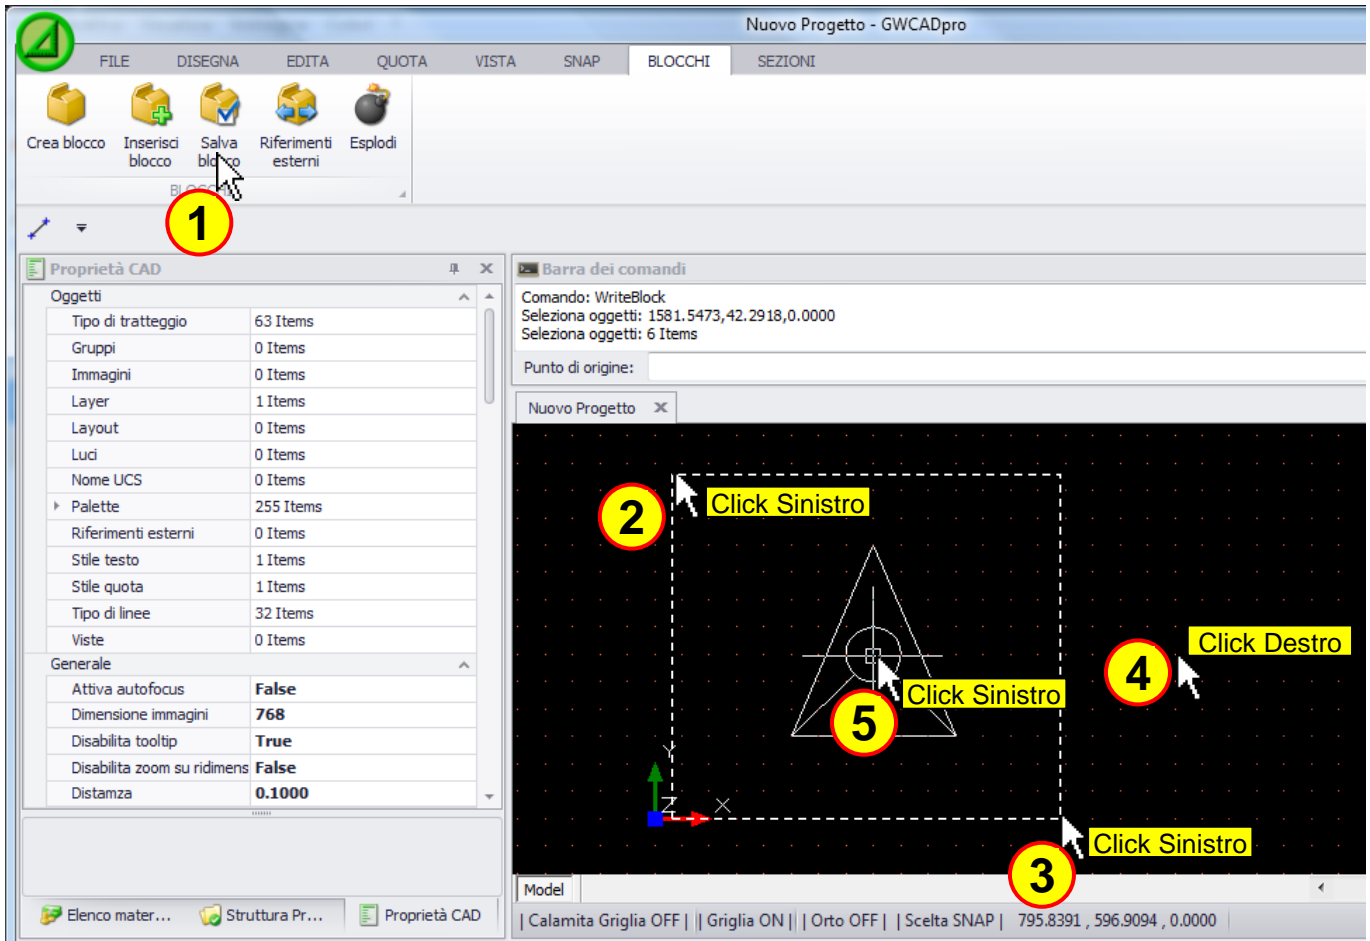 Nuovo Progetto - GWCADpro
FILE DISEGNA EDITA QUOTA VISTA SNAP BLOCCHI SEZIONI
Crea blocco Inserisci blocco Salva blocco Riferimenti esterni Esplodi
BLOCCHI
1
Proprietà CAD
Oggetti
Tipo di tratteggio 63 Items
Gruppi 0 Items
Immagini 0 Items
Layer 1 Items
Layout 0 Items
Luci 0 Items
Nome UCS 0 Items
Palette 255 Items
Riferimenti esterni 0 Items
Stile testo 1 Items
Stile quota 1 Items
Tipo di linee 32 Items
Viste 0 Items
Generale
Attiva autofocus False
Dimensione immagini 768
Disabilita tooltip True
Disabilita zoom su ridimens False
Distamza 0.1000
Elenco mater... Struttura Pr... Proprietà CAD
Barra dei comandi
Comando: WriteBlock
Seleziona oggetti: 1581.5473,42.2918,0.0000
Seleziona oggetti: 6 Items
Punto di origine:
Nuovo Progetto
2 Click Sinistro
4 Click Destro
5 Click Sinistro
Y
Z X
3 Click Sinistro
Model
| Calamita Griglia OFF | | Griglia ON | | Orto OFF | | Scelta SNAP | 795.8391 , 596.9094 , 0.0000